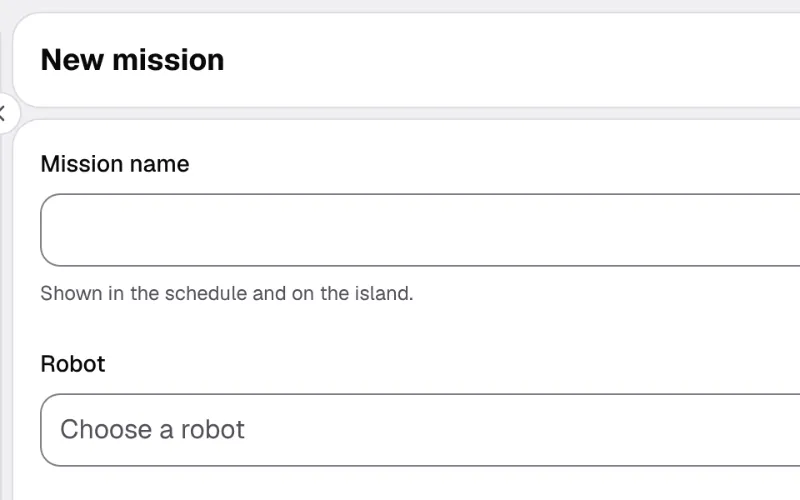 New mission
Mission name
Shown in the schedule and on the island.
Robot
Choose a robot